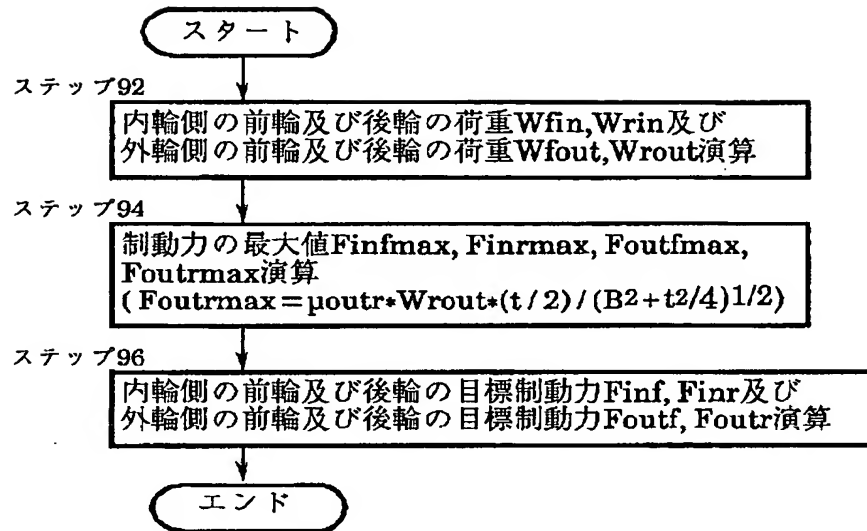 スタート
ステップ92
内輪側の前輪及び後輪の荷重Wfin,Wrin及び
外輪側の前輪及び後輪の荷重Wfout,Wrout演算
ステップ94
制動力の最大値Finfmax, Finrmax, Foutfmax,
Foutrmax演算
( Foutrmax=μoutr*Wrout*(t/2)/(B2+t2/4)1/2)
ステップ96
内輪側の前輪及び後輪の目標制動力Finf, Finr及び
外輪側の前輪及び後輪の目標制動力Foutf, Foutr演算
エンド